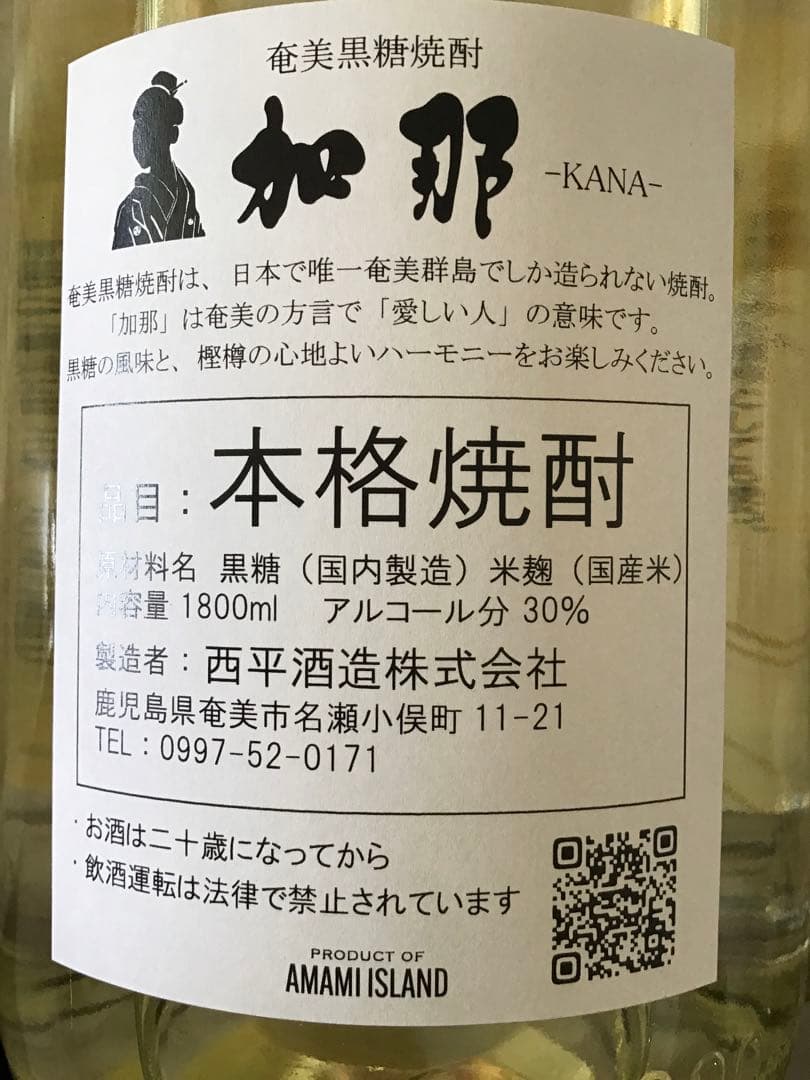 奄美黒糖焼酎
加那 -KANA-
奄美黒糖焼酎は、日本で唯一奄美群島でしか造られない焼酎。
「加那」は奄美の方言で「愛しい人」の意味です。
黒糖の風味と、樫樽の心地よいハーモニーをお楽しみください。
品目：本格焼酎
原材料名 黒糖（国内製造）米麹（国産米）
内容量 1800ml アルコール分 30%
製造者：西平酒造株式会社
鹿児島県奄美市名瀬小俣町 11-21
TEL：0997-52-0171
・お酒は二十歳になってから
・飲酒運転は法律で禁止されています
PRODUCT OF
AMAMI ISLAND